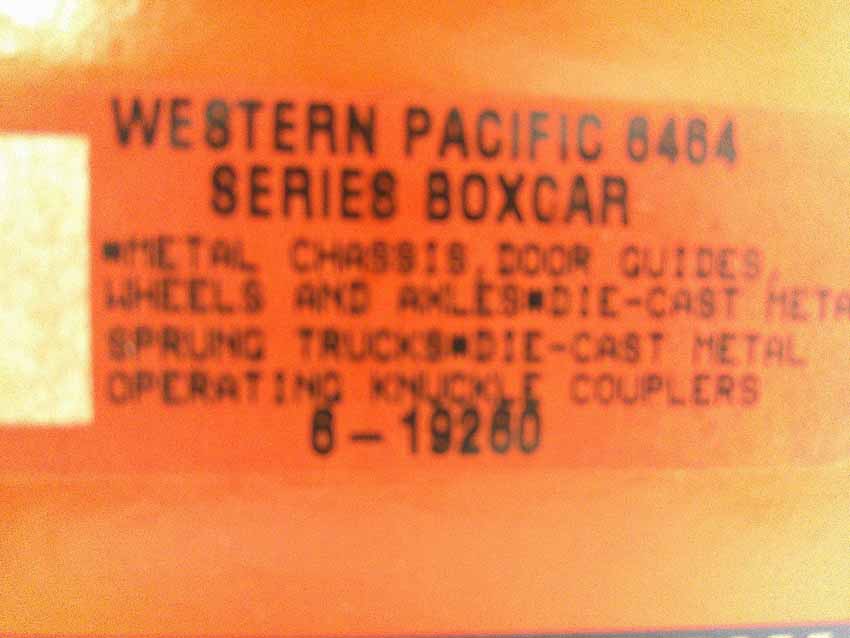 WESTERN PACIFIC 6464
SERIES BOXCAR
▪METAL CHASSIS, DOOR GUIDES,
WHEELS AND AXLES▪DIE-CAST META
SPRUNG TRUCKS▪DIE-CAST METAL
OPERATING KNUCKLE COUPLERS
6-19260